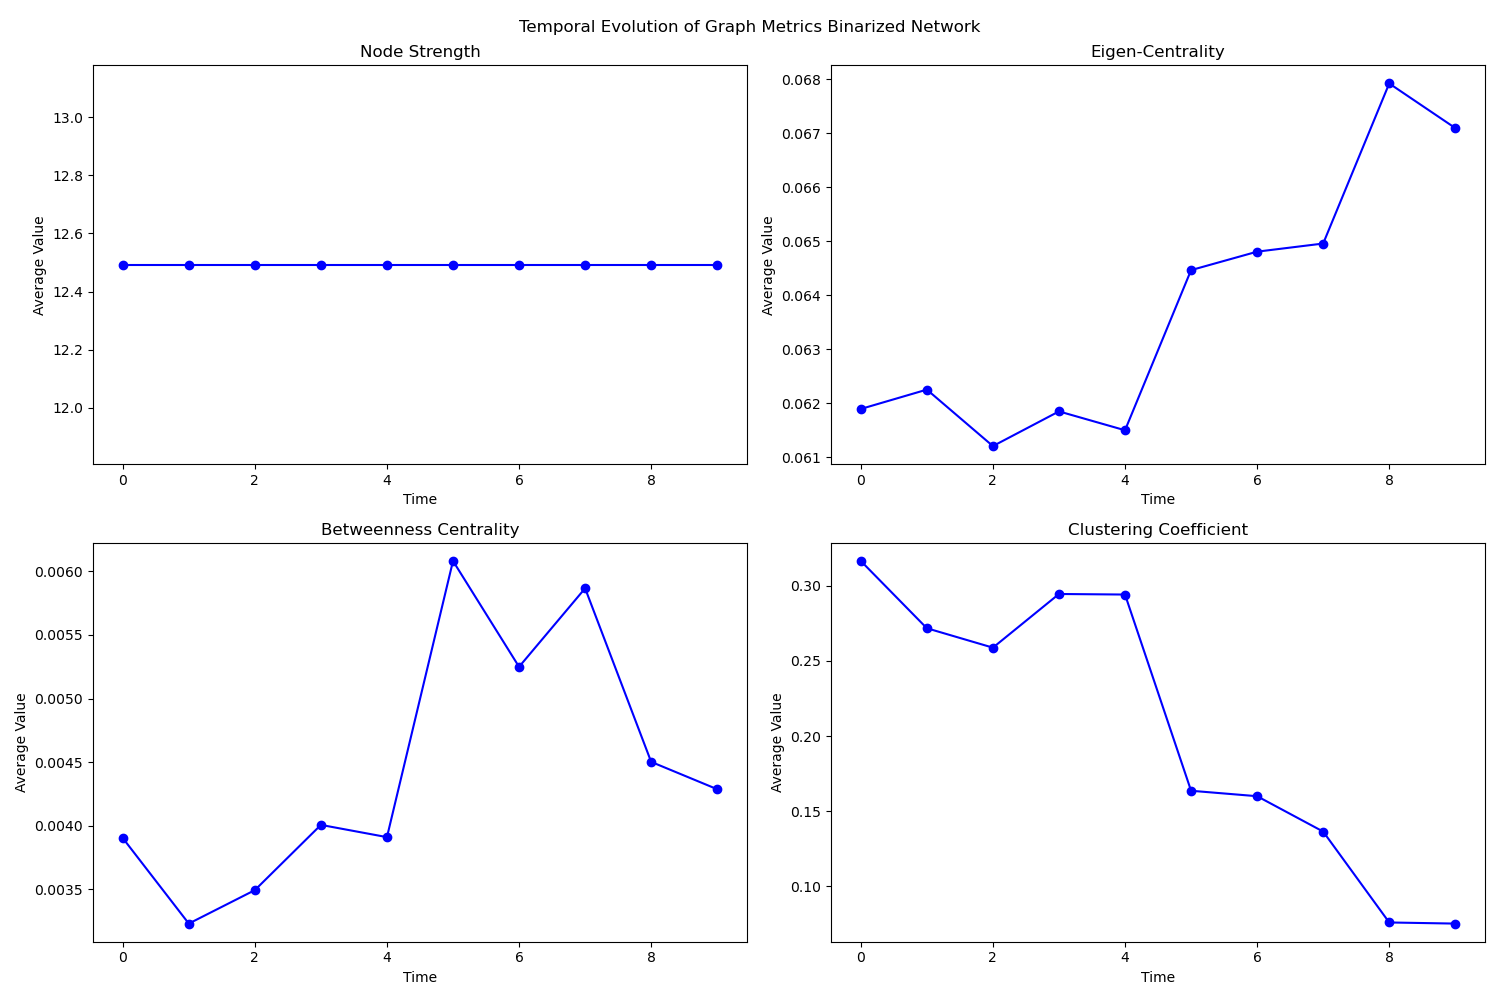 Temporal Evolution of Graph Metrics Binarized Network
Node Strength
Average Value
13.0
12.8
12.6
12.4
12.2
12.0
0 2 4 6 8
Time
Eigen-Centrality
Average Value
0.068
0.067
0.066
0.065
0.064
0.063
0.062
0.061
0 2 4 6 8
Time
Betweenness Centrality
Average Value
0.0060
0.0055
0.0050
0.0045
0.0040
0.0035
0 2 4 6 8
Time
Clustering Coefficient
Average Value
0.30
0.25
0.20
0.15
0.10
0 2 4 6 8
Time